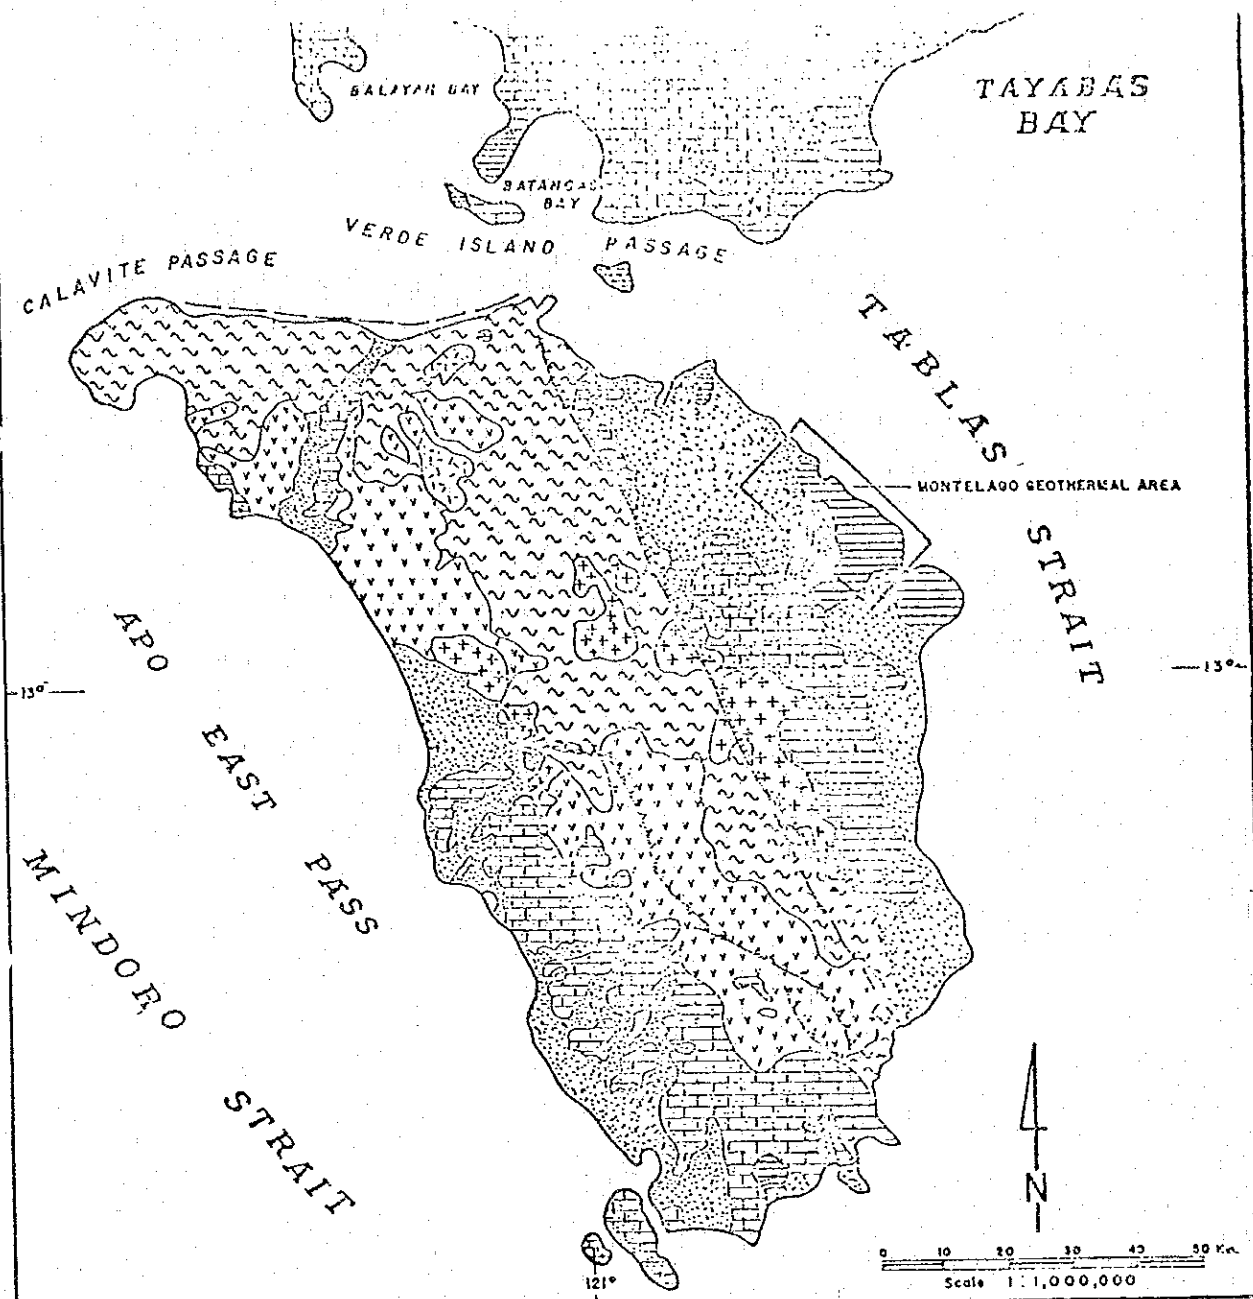 BALAYAN BAY
TAYABAS
BAY
BATANGAS
BAY
VERDE ISLAND PASSAGE
CALAVITE PASSAGE
TABLAS STRAIT
MONTELAGO GEOTHERMAL AREA
APO EAST PASS
13°
13°
MINDORO STRAIT
N
0 10 20 30 40 50 Km.
Scale 1:1,000,000
121°